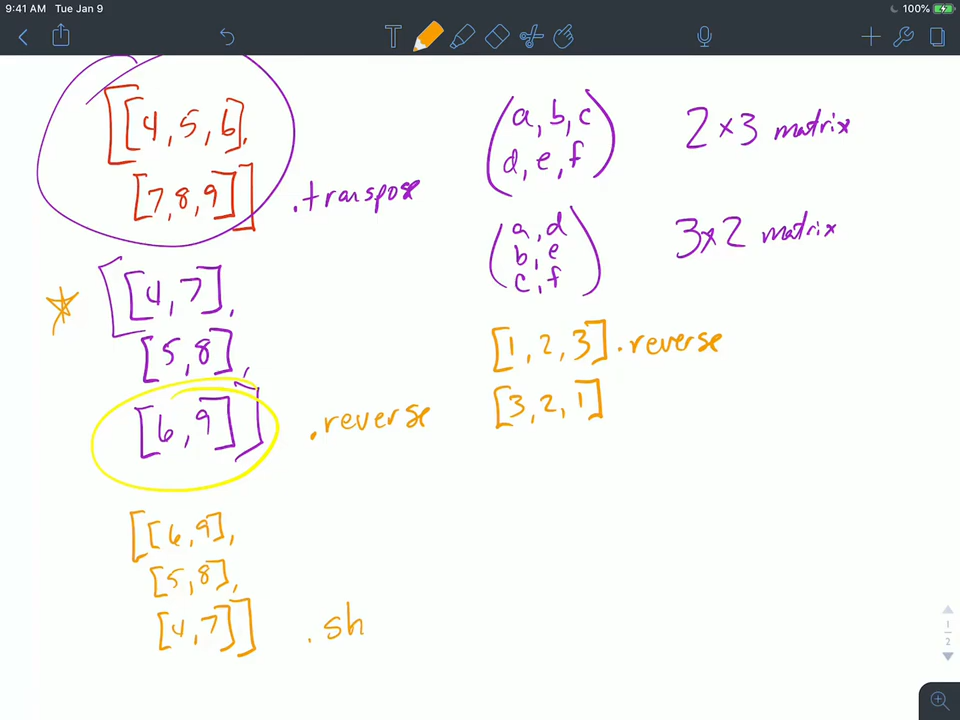 9:41 AM Tue Jan 9
100%
[[4, 5, 6],
[7, 8, 9]]
.transpose
[[4, 7],
[5, 8],
[6, 9]]
.reverse
[[6, 9],
[5, 8],
[4, 7]]
.sh
(a, b, c
d, e, f)
2×3 matrix
(a, d
b, e
c, f)
3×2 matrix
[1, 2, 3].reverse
[3, 2, 1]
1
2